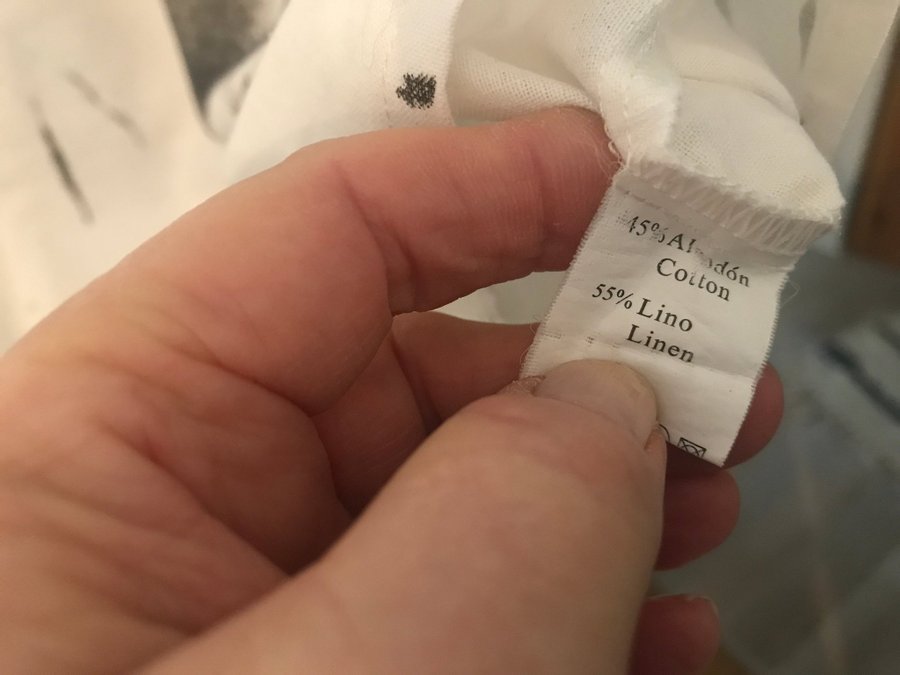 45% Algodón
Cotton
55% Lino
Linen